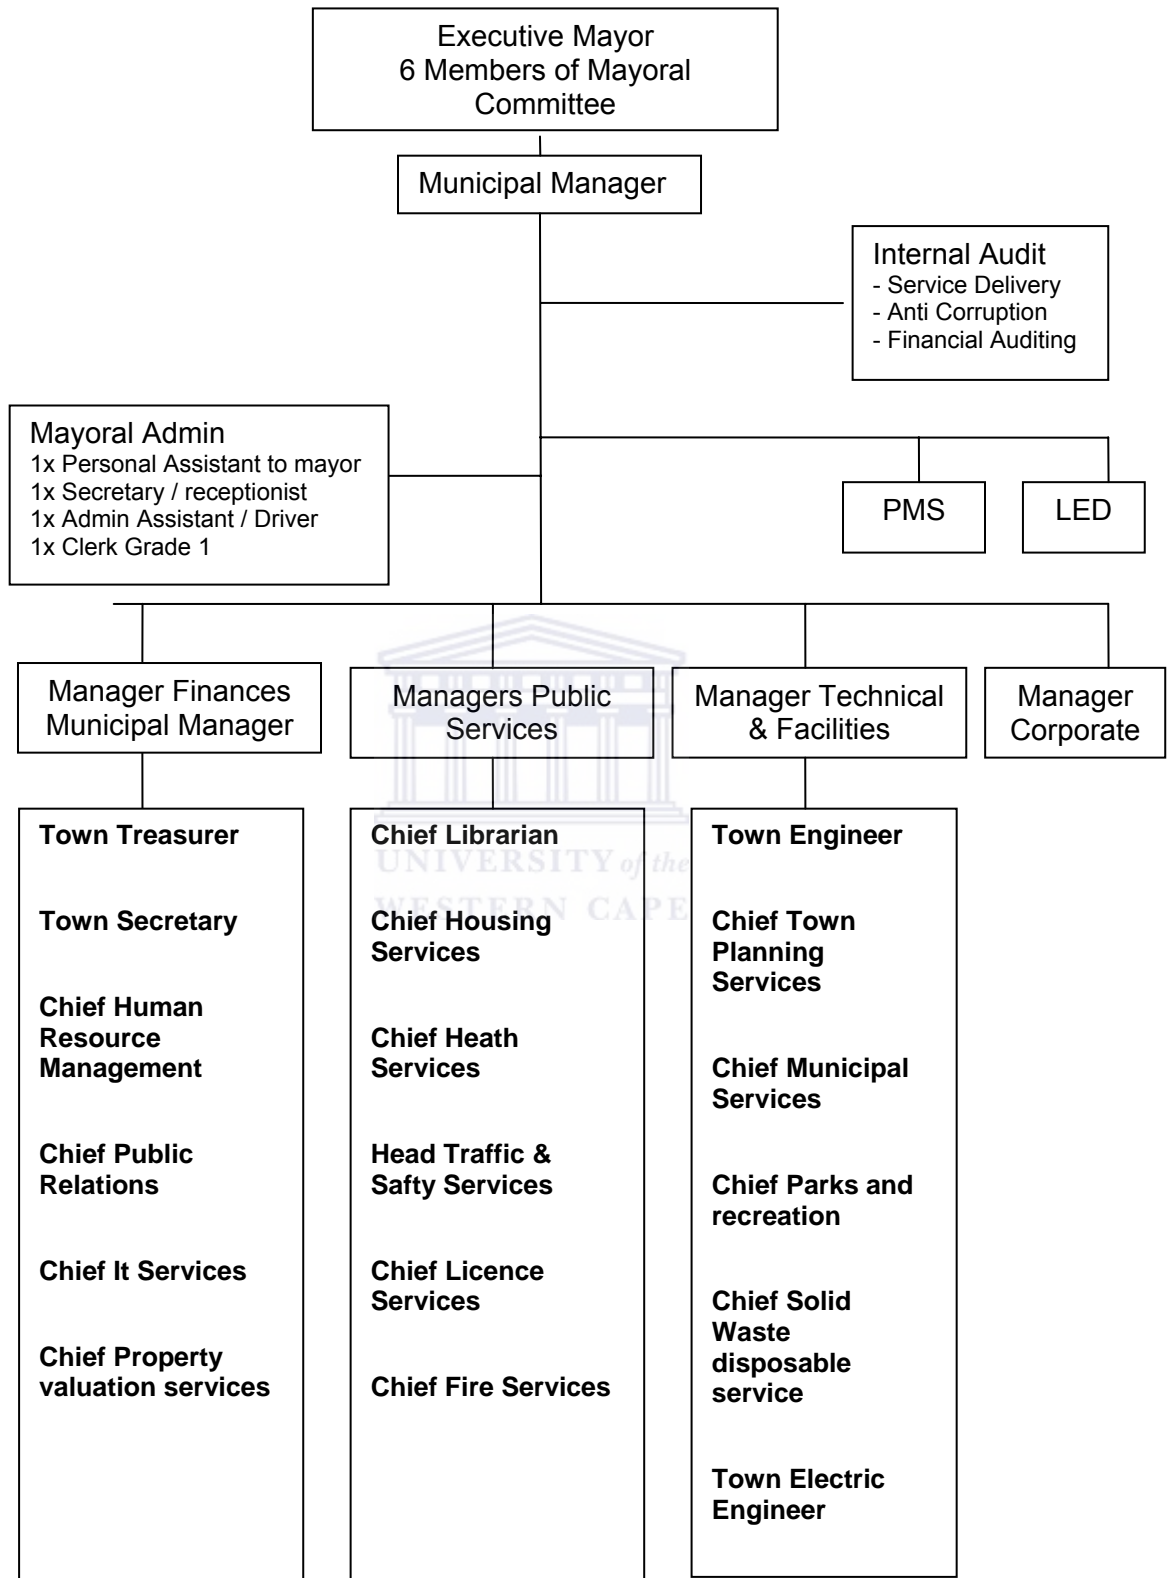 Executive Mayor
6 Members of Mayoral
Committee
Municipal Manager
Internal Audit
- Service Delivery
- Anti Corruption
- Financial Auditing
Mayoral Admin
1x Personal Assistant to mayor
1x Secretary / receptionist
1x Admin Assistant / Driver
1x Clerk Grade 1
PMS
LED
Manager Finances
Municipal Manager
Managers Public
Services
Manager Technical
& Facilities
Manager
Corporate
Town Treasurer
Town Secretary
Chief Human
Resource
Management
Chief Public
Relations
Chief It Services
Chief Property
valuation services
Chief Librarian
Chief Housing
Services
Chief Heath
Services
Head Traffic &
Safty Services
Chief Licence
Services
Chief Fire Services
Town Engineer
Chief Town
Planning
Services
Chief Municipal
Services
Chief Parks and
recreation
Chief Solid
Waste
disposable
service
Town Electric
Engineer
UNIVERSITY of the
WESTERN CAPE